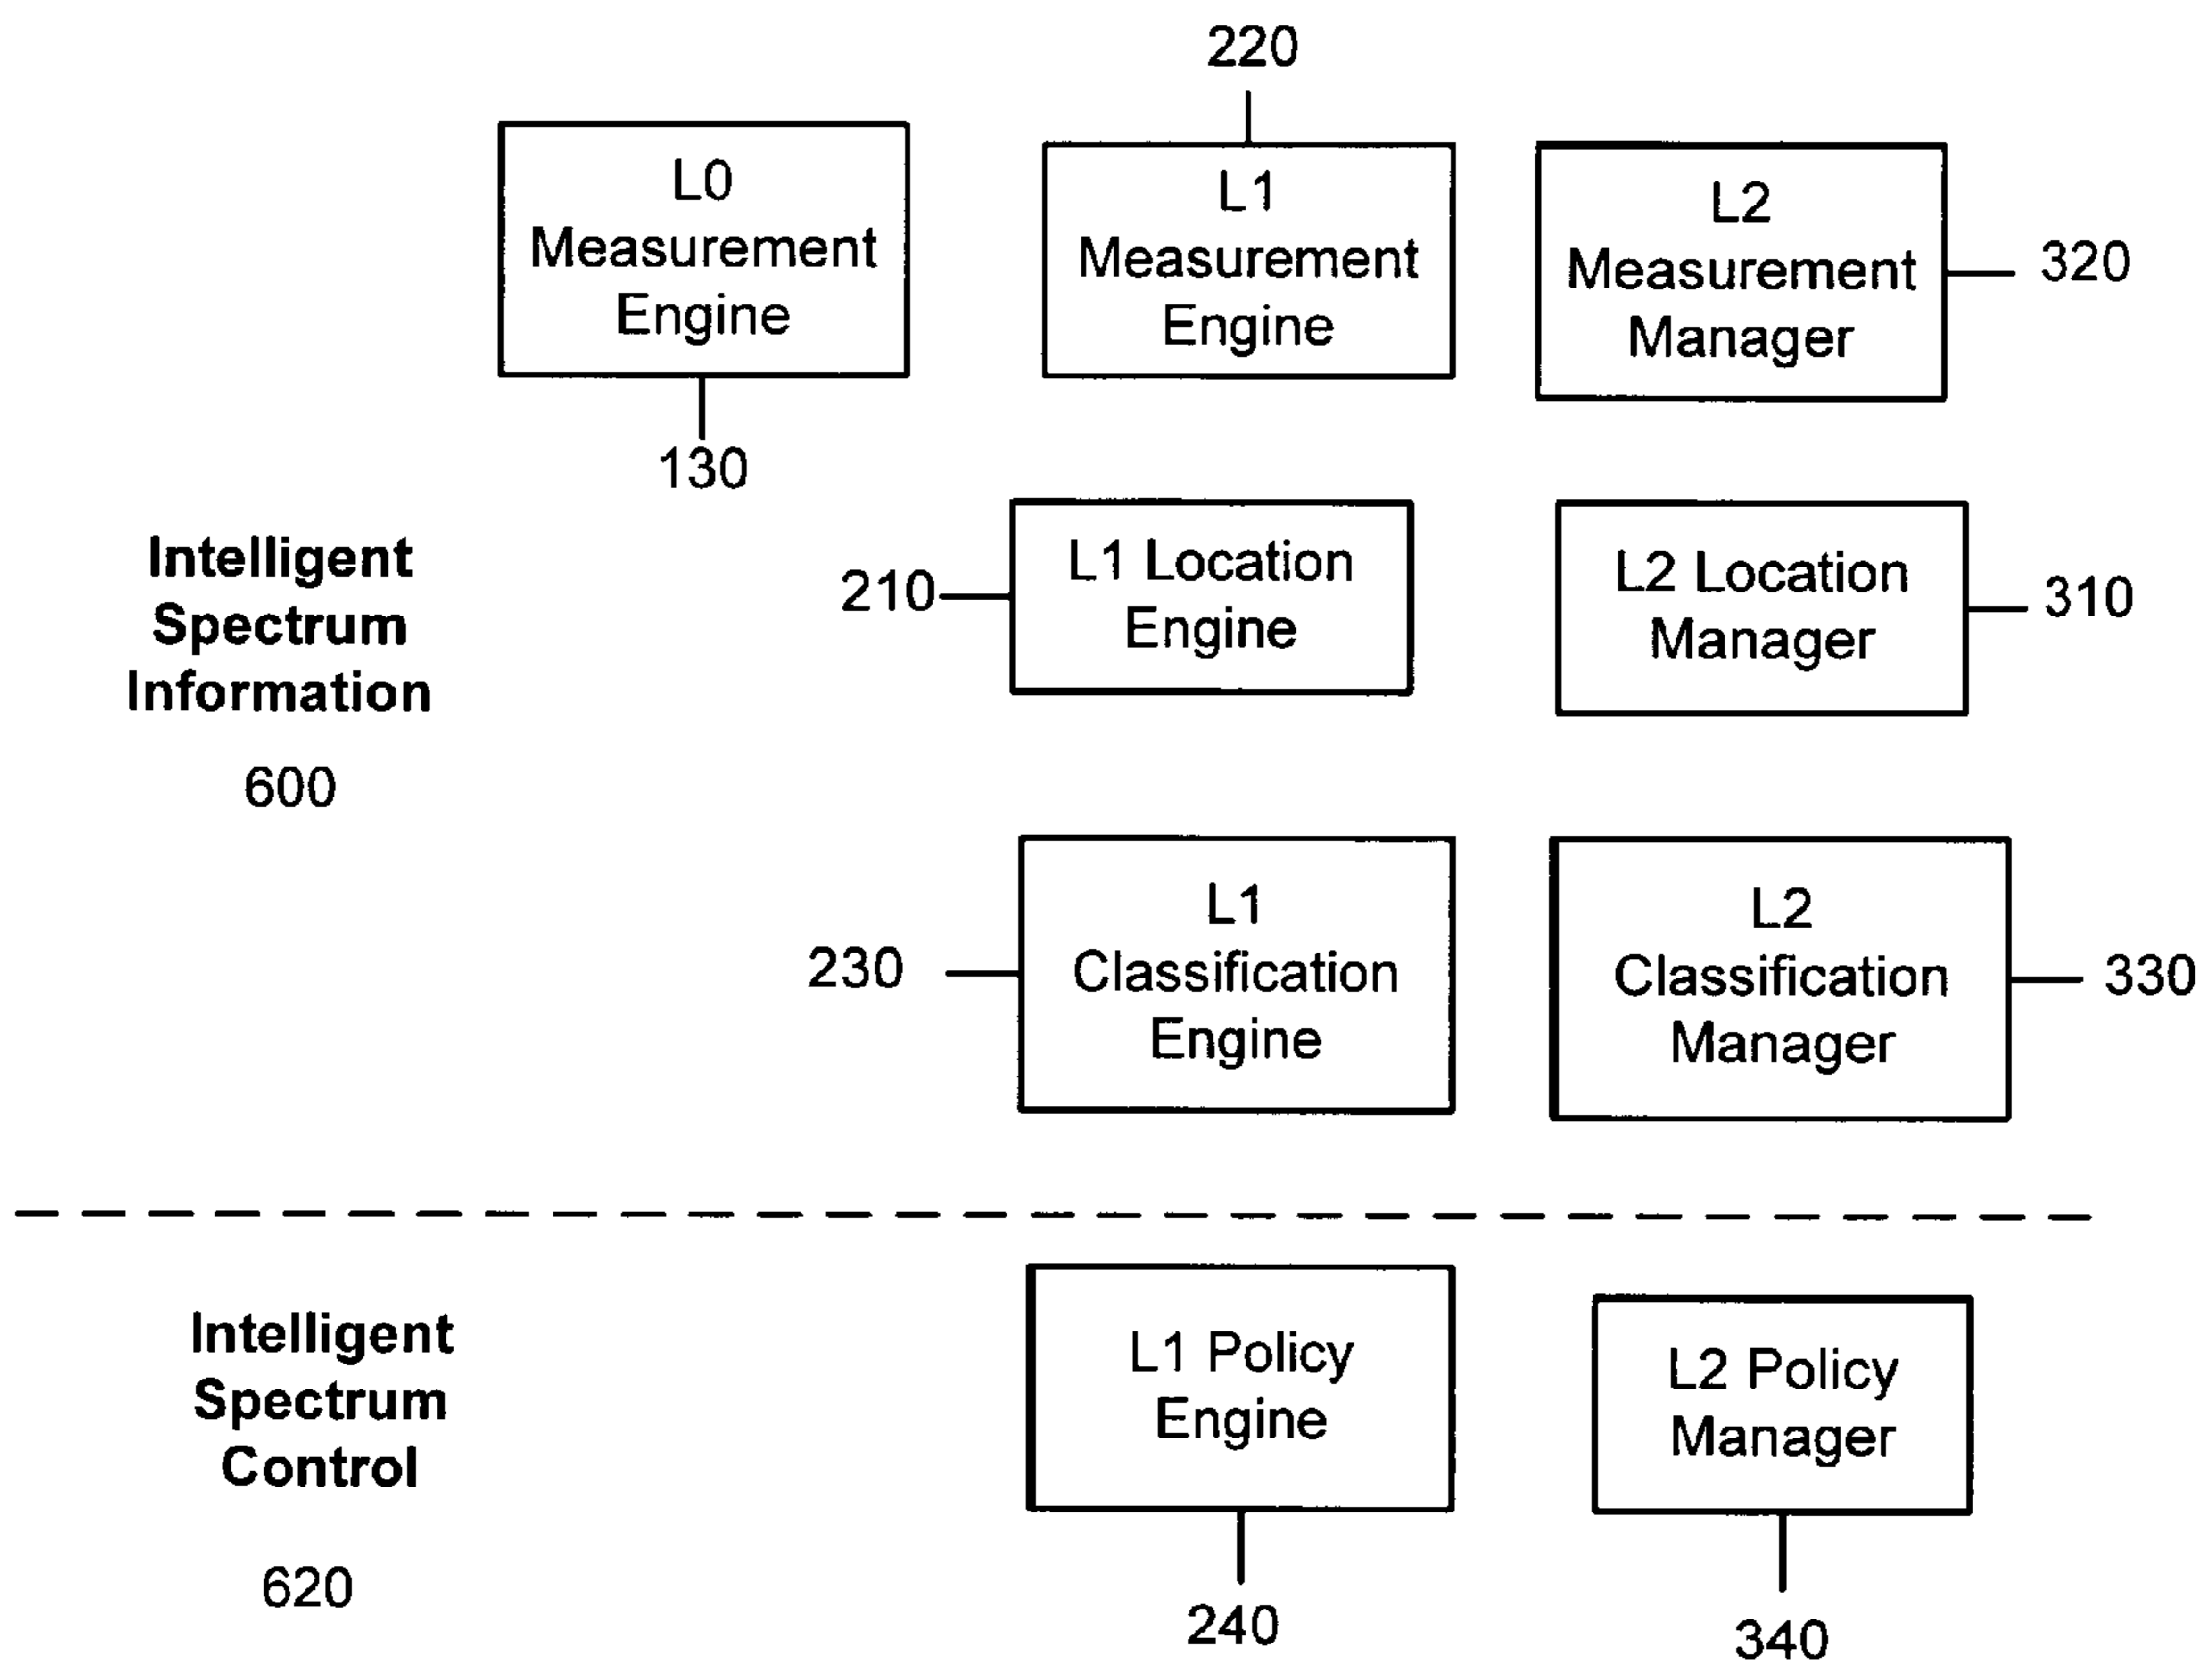 220
L0
Measurement
Engine
L1
Measurement
Engine
L2
Measurement
Manager
320
130
Intelligent
Spectrum
Information
600
210
L1 Location
Engine
L2 Location
Manager
310
230
L1
Classification
Engine
L2
Classification
Manager
330
Intelligent
Spectrum
Control
620
L1 Policy
Engine
L2 Policy
Manager
240
340